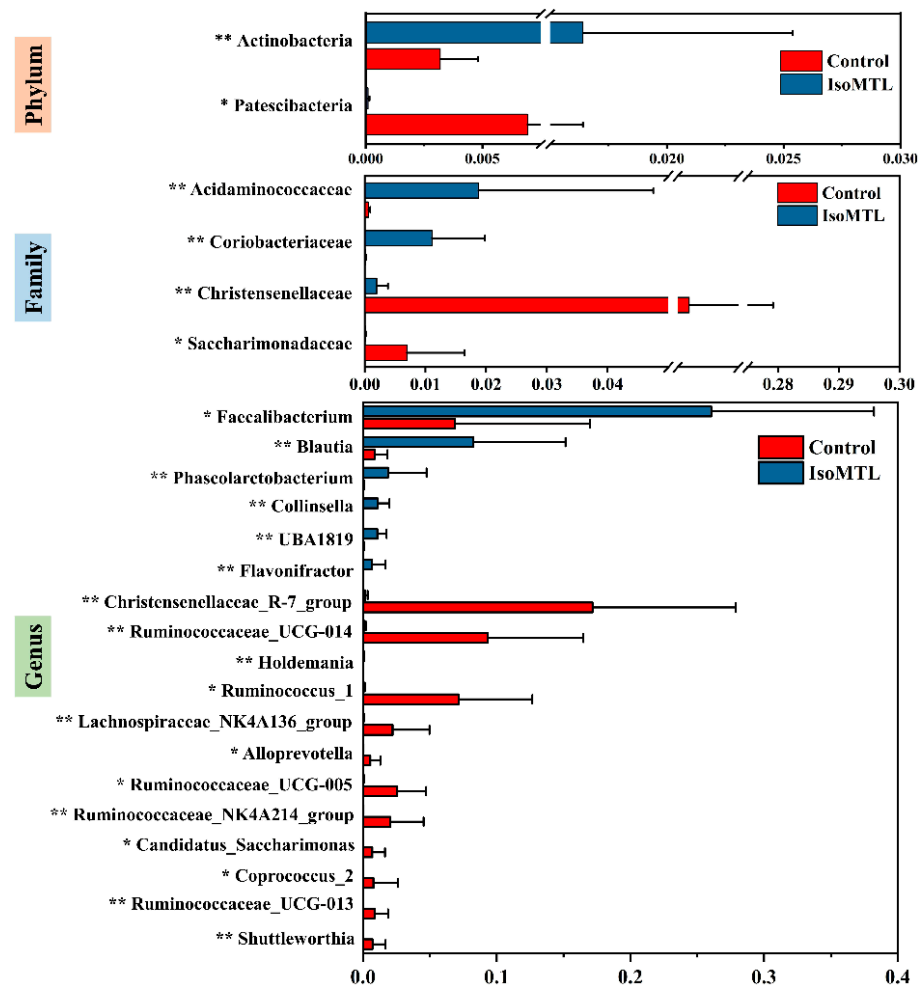 Phylum
** Actinobacteria
* Patescibacteria
Control
IsoMTL
0.000 0.005 0.020 0.025 0.030
Family
** Acidaminococcaceae
** Coriobacteriaceae
** Christensenellaceae
* Saccharimonadaceae
Control
IsoMTL
0.00 0.01 0.02 0.03 0.04 0.28 0.29 0.30
Genus
* Faecalibacterium
** Blautia
** Phascolarctobacterium
** Collinsella
** UBA1819
** Flavonifractor
** Christensenellaceae_R-7_group
** Ruminococcaceae_UCG-014
** Holdemania
* Ruminococcus_1
** Lachnospiraceae_NK4A136_group
* Alloprevotella
* Ruminococcaceae_UCG-005
** Ruminococcaceae_NK4A214_group
* Candidatus_Saccharimonas
* Coprococcus_2
** Ruminococcaceae_UCG-013
** Shuttleworthia
Control
IsoMTL
0.0 0.1 0.2 0.3 0.4